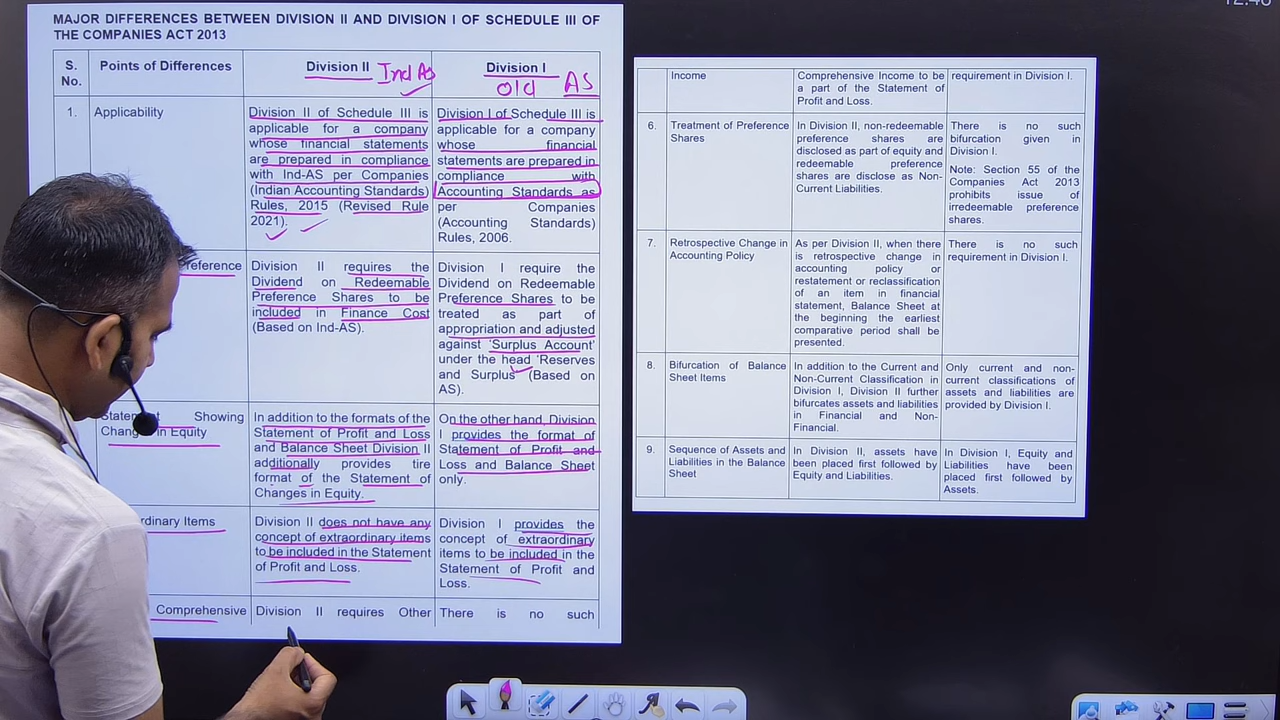 12:46
MAJOR DIFFERENCES BETWEEN DIVISION II AND DIVISION I OF SCHEDULE III OF
THE COMPANIES ACT 2013
S.
No.
Points of Differences
Division II
Ind As
Division I
old AS
1.
Applicability
Division II of Schedule III is
applicable for a company
whose financial statements
are prepared in compliance
with Ind-AS per Companies
(Indian Accounting Standards)
Rules, 2015 (Revised Rule
2021).
Division I of Schedule III is
applicable for a company
whose financial
statements are prepared in
compliance with
Accounting Standards as
per Companies
(Accounting Standards)
Rules, 2006.
Division II requires the
Dividend on Redeemable
Preference Shares to be
included in Finance Cost
(Based on Ind-AS).
Division I require the
Dividend on Redeemable
Preference Shares to be
treated as part of
appropriation and adjusted
against 'Surplus Account'
under the head 'Reserves
and Surplus' (Based on
AS).
Statement Showing
Changes in Equity
In addition to the formats of the
Statement of Profit and Loss
and Balance Sheet Division II
additionally provides tire
format of the Statement of
Changes in Equity.
On the other hand, Division
I provides the format of
Statement of Profit and
Loss and Balance Sheet
only.
Items
Division II does not have any
concept of extraordinary items
to be included in the Statement
of Profit and Loss.
Division I provides the
concept of extraordinary
items to be included in the
Statement of Profit and
Loss.
Comprehensive
Division II requires Other
There is no such
Income
Comprehensive Income to be
a part of the Statement of
Profit and Loss.
requirement in Division I.
6.
Treatment of Preference
Shares
In Division II, non-redeemable
preference shares are
disclosed as part of equity and
redeemable preference
shares are disclose as Non-
Current Liabilities.
There is no such
bifurcation given in
Division I.
Note: Section 55 of the
Companies Act 2013
prohibits issue of
irredeemable preference
shares.
7.
Retrospective Change in
Accounting Policy
As per Division II, when there
is retrospective change in
accounting policy or
restatement or reclassification
of an item in financial
statement, Balance Sheet at
the beginning the earliest
comparative period shall be
presented.
There is no such
requirement in Division I.
8.
Bifurcation of Balance
Sheet Items
In addition to the Current and
Non-Current Classification in
Division I, Division II further
bifurcates assets and liabilities
in Financial and Non-
Financial.
Only current and non-
current classifications of
assets and liabilities are
provided by Division I.
9.
Sequence of Assets and
Liabilities in the Balance
Sheet
In Division II, assets have
been placed first followed by
Equity and Liabilities.
In Division I, Equity and
Liabilities have been
placed first followed by
Assets.